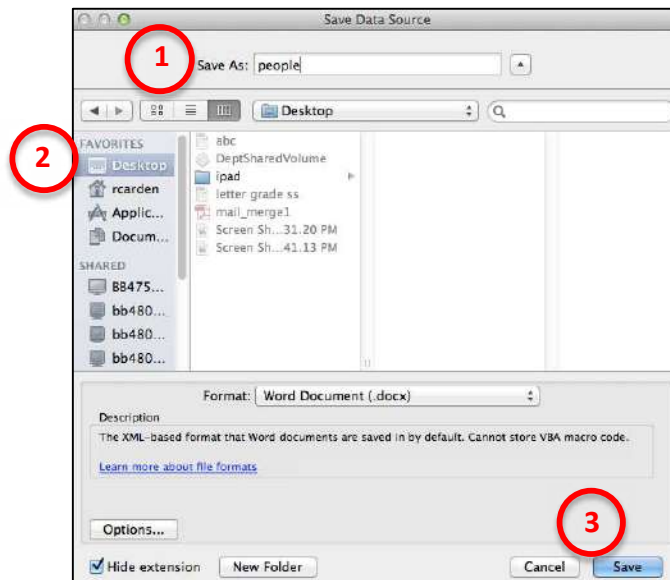 Save Data Source
1
Save As: people
Desktop
2
FAVORITES
Desktop
rcarden
Applic...
Docum...
SHARED
BB475...
bb480...
bb480...
bb480...
abc
DeptSharedVolume
ipad
letter grade ss
mail_merge1
Screen Sh...31.20 PM
Screen Sh...41.13 PM
Format: Word Document (.docx)
Description
The XML-based format that Word documents are saved in by default. Cannot store VBA macro code.
Learn more about file formats
Options...
3
Hide extension New Folder Cancel Save